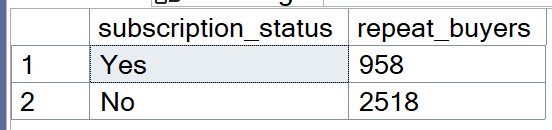 subscription_status repeat_buyers
1 Yes 958
2 No 2518